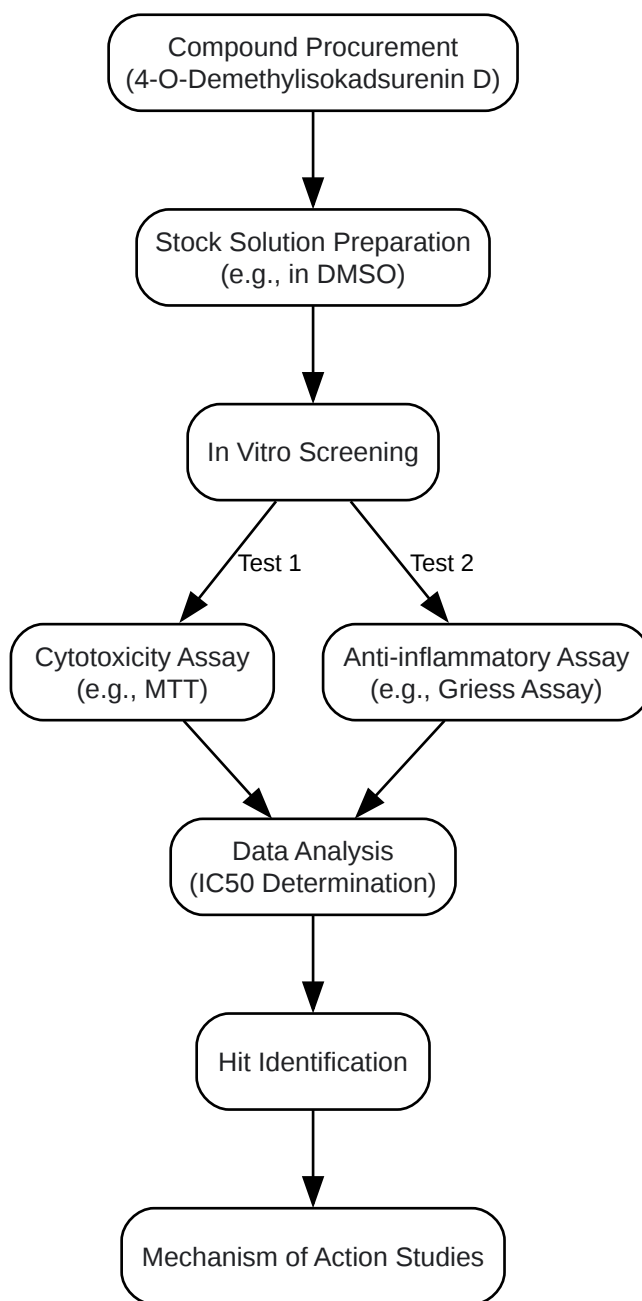 Compound Procurement
(4-O-Demethylisokadsurenin D)
Stock Solution Preparation
(e.g., in DMSO)
In Vitro Screening
Test 1
Test 2
Cytotoxicity Assay
(e.g., MTT)
Anti-inflammatory Assay
(e.g., Griess Assay)
Data Analysis
(IC50 Determination)
Hit Identification
Mechanism of Action Studies